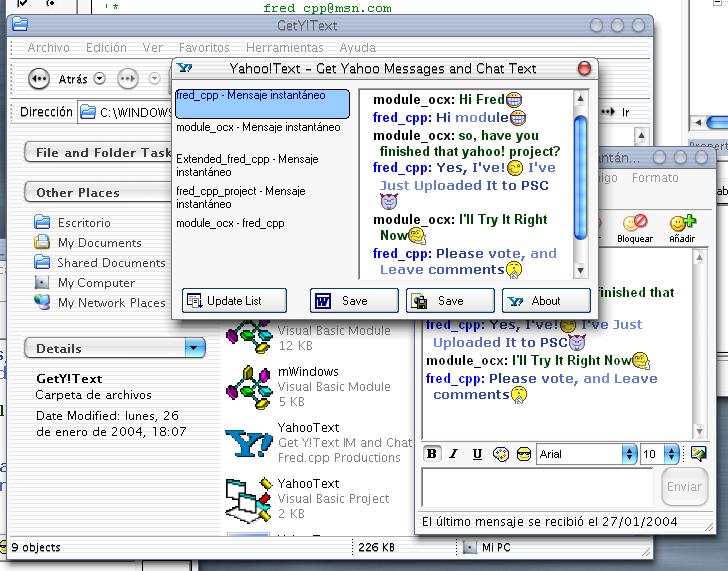 '*
fred_cpp@msn.com
GetY!Text
Archivo Edición Ver Favoritos Herramientas Ayuda
Atrás
Dirección C:\WINDOWS
Ir
File and Folder Task
Other Places
Escritorio
My Documents
Shared Documents
My Computer
My Network Places
Details
GetY!Text
Carpeta de archivos
Date Modified: lunes, 26
de enero de 2004, 18:07
Yahoo!Text - Get Yahoo Messages and Chat Text
fred_cpp - Mensaje instantáneo
module_ocx - Mensaje instantáneo
Extended_fred_cpp - Mensaje
instantáneo
fred_cpp_project - Mensaje
instantáneo
module_ocx - fred_cpp
module_ocx: Hi Fred
fred_cpp: Hi module
module_ocx: so, have you
finished that yahoo! project?
fred_cpp: Yes, I've! I've
Just Uploaded It to PSC
module_ocx: I'll Try It Right
Now
fred_cpp: Please vote, and
Leave comments
Update List
Save
Save
About
Visual Basic Module
12 KB
mWindows
Visual Basic Module
5 KB
YahooText
Get Y!Text IM and Chat
Fred.cpp Productions
YahooText
Visual Basic Project
2 KB
9 objects
226 KB
Mi PC
Formato
Bloquear
Añadir
finished that
fred_cpp: Yes, I've! I've Just
Uploaded It to PSC
module_ocx: I'll Try It Right Now
fred_cpp: Please vote, and Leave
comments
B I U Arial 10
Enviar
El último mensaje se recibió el 27/01/2004